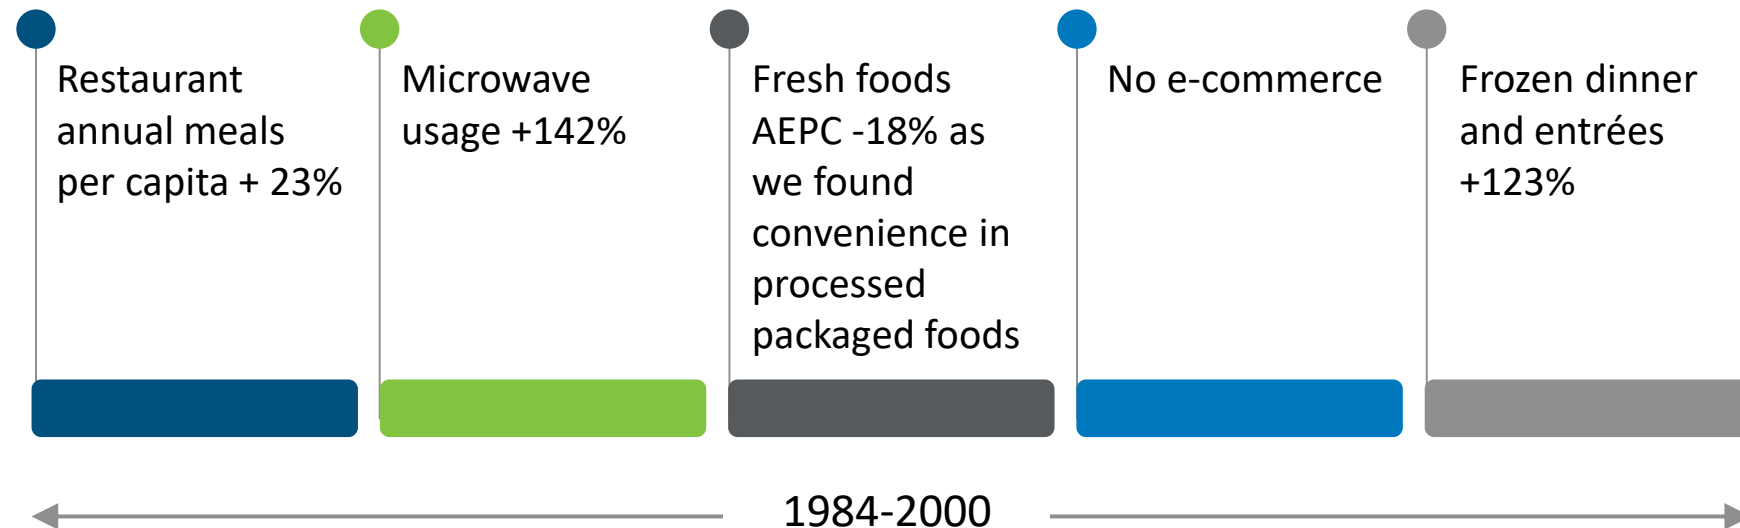 Restaurant
annual meals
per capita + 23%
Microwave
usage +142%
Fresh foods
AEPC -18% as
we found
convenience in
processed
packaged foods
No e-commerce
Frozen dinner
and entrées
+123%
1984-2000